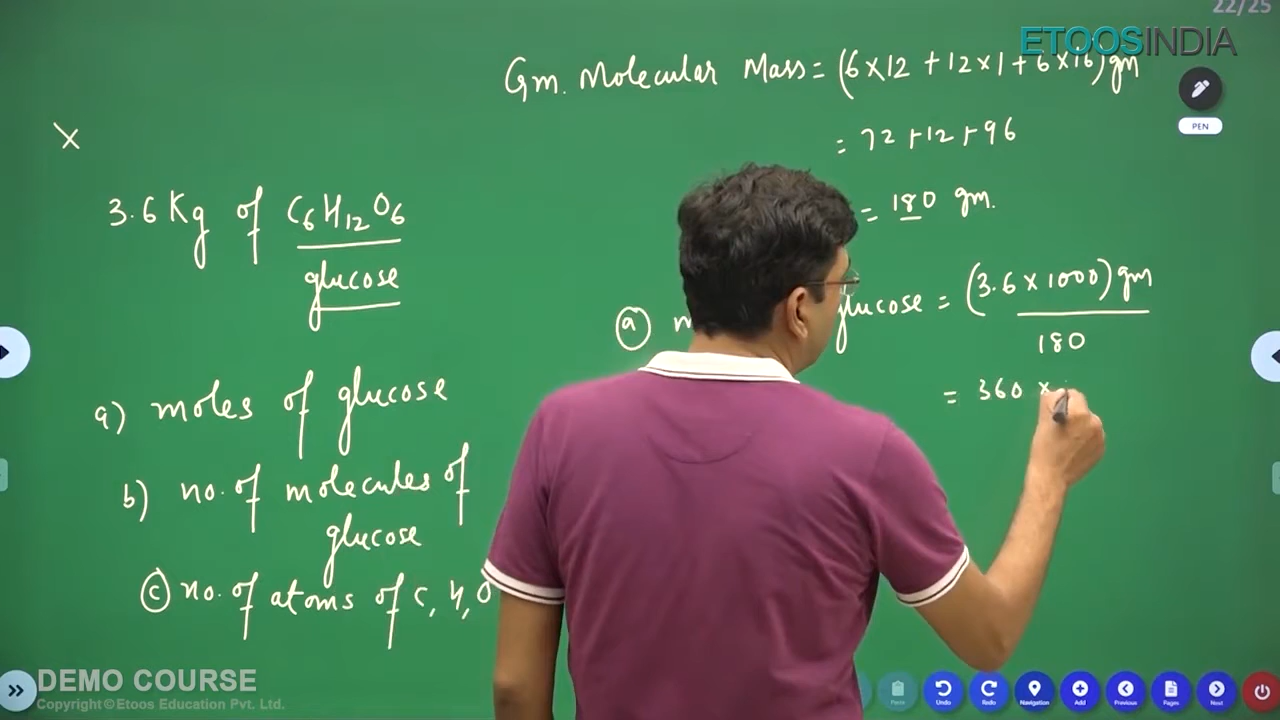 22/25
ETOOSINDIA
Gm. Molecular Mass = (6×12 + 12×1 + 6×16) gm
PEN
= 72 + 12 + 96
×
= 180 gm.
3.6 Kg of C₆H₁₂O₆
glucose
(a) glucose = (3.6 × 1000) gm
180
= 360 ×
a) moles of glucose
b) no. of molecules of
glucose
(c) no. of atoms of C, H, O
DEMO COURSE
Copyright © Etoos Education Pvt. Ltd.
Paste Undo Redo Navigation Add Previous Pages Next